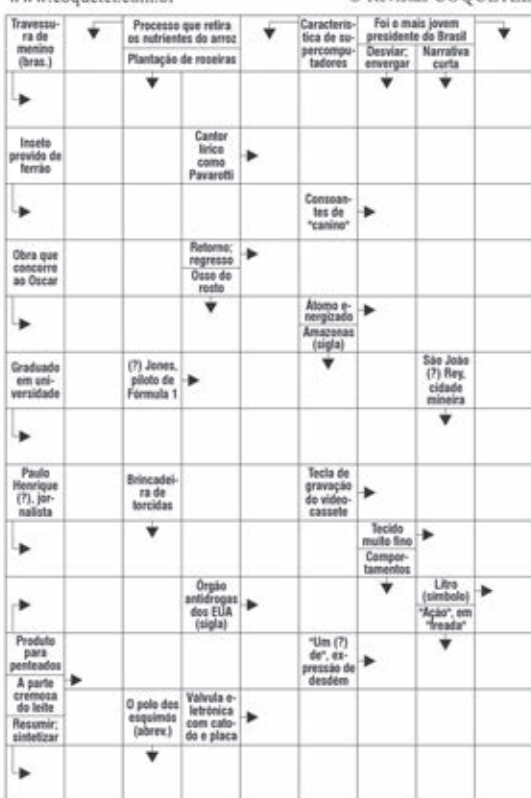 Travessu-
ra de
menino
(bras.)
Processo que retira
os nutrientes do arroz
Plantação de roseiras
Caracterís-
tica de su-
percompu-
tadores
Foi o mais jovem
presidente do Brasil
Desviar;
envergar
Narrativa
curta
Inseto
provido de
ferrão
Cantor
lírico
como
Pavarotti
Consoan-
tes de
"canino"
Obra que
concorre
ao Oscar
Retorno;
regresso
Osso do
rosto
Átomo e-
nergizado
Amazonas
(sigla)
Graduado
em uni-
versidade
(?) Jones,
piloto de
Fórmula 1
São João
(?) Rey,
cidade
mineira
Paulo
Henrique
(?), jor-
nalista
Brincadei-
ra de
torcidas
Tecla de
gravação
do video-
cassete
Tecido
muito fino
Compor-
tamentos
Órgão
antidrogas
dos EUA
(sigla)
Litro
(símbolo)
"Ação", em
"freada"
Produto
para
penteados
"Um (?)
de", ex-
pressão de
desdém
A parte
cremosa
do leite
Resumir;
sintetizar
O polo dos
esquimós
(abrev.)
Válvula e-
letrônica
com cato-
do e placa